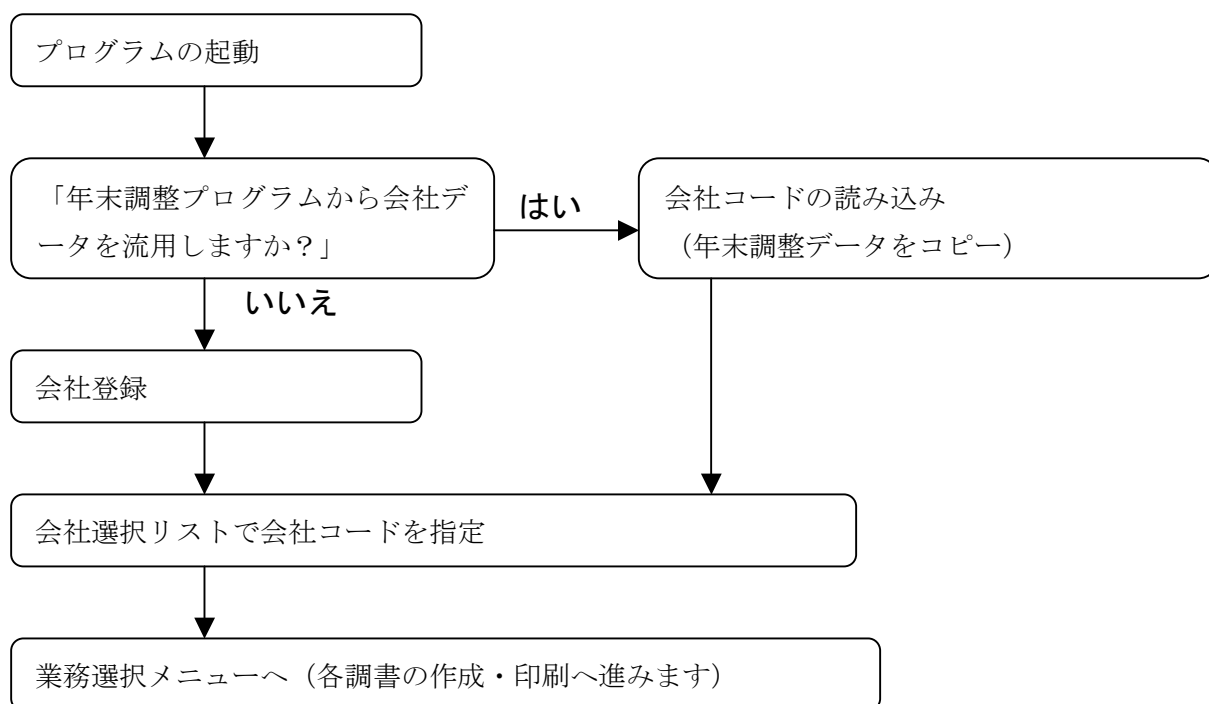 プログラムの起動
「年末調整プログラムから会社デ
ータを流用しますか？」
はい
会社コードの読み込み
（年末調整データをコピー）
いいえ
会社登録
会社選択リストで会社コードを指定
業務選択メニューへ（各調書の作成・印刷へ進みます）